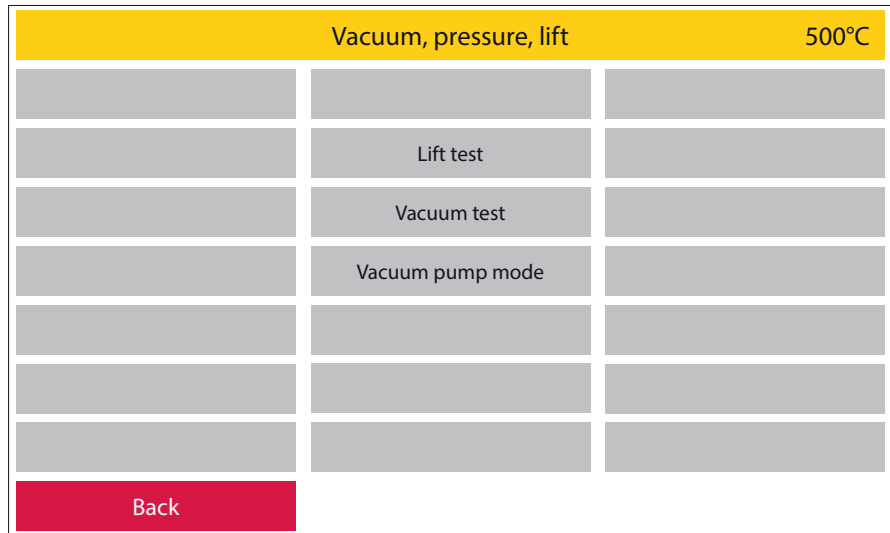 Vacuum, pressure, lift 500°C
Lift test
Vacuum test
Vacuum pump mode
Back